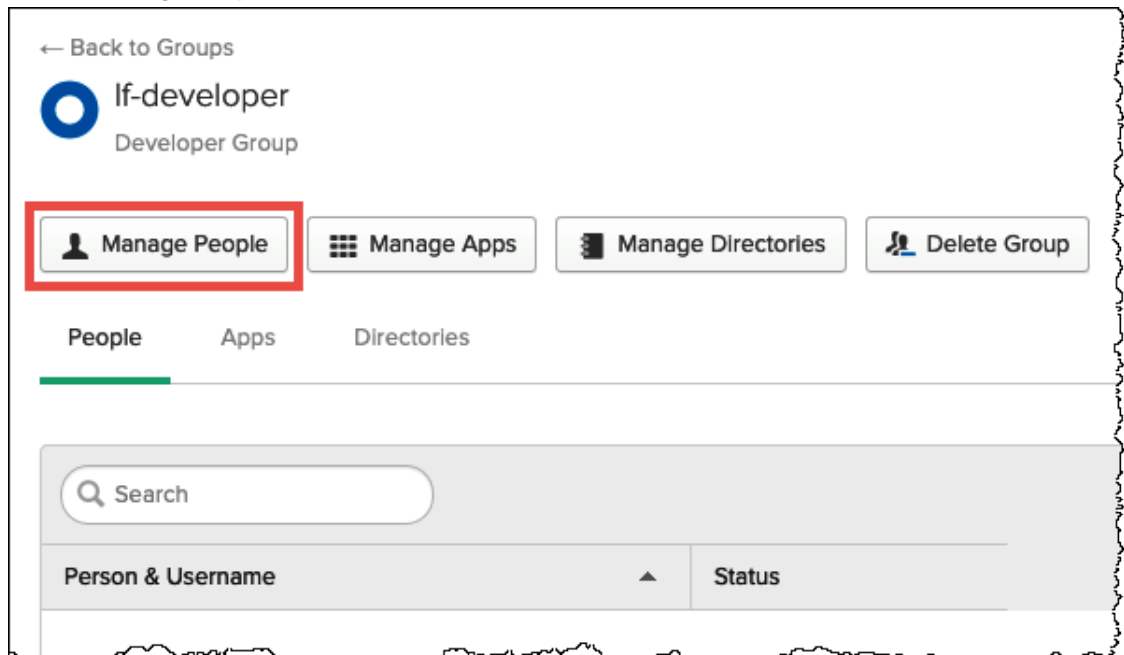 ← Back to Groups
lf-developer
Developer Group
Manage People Manage Apps Manage Directories Delete Group
People Apps Directories
Search
Person & Username Status